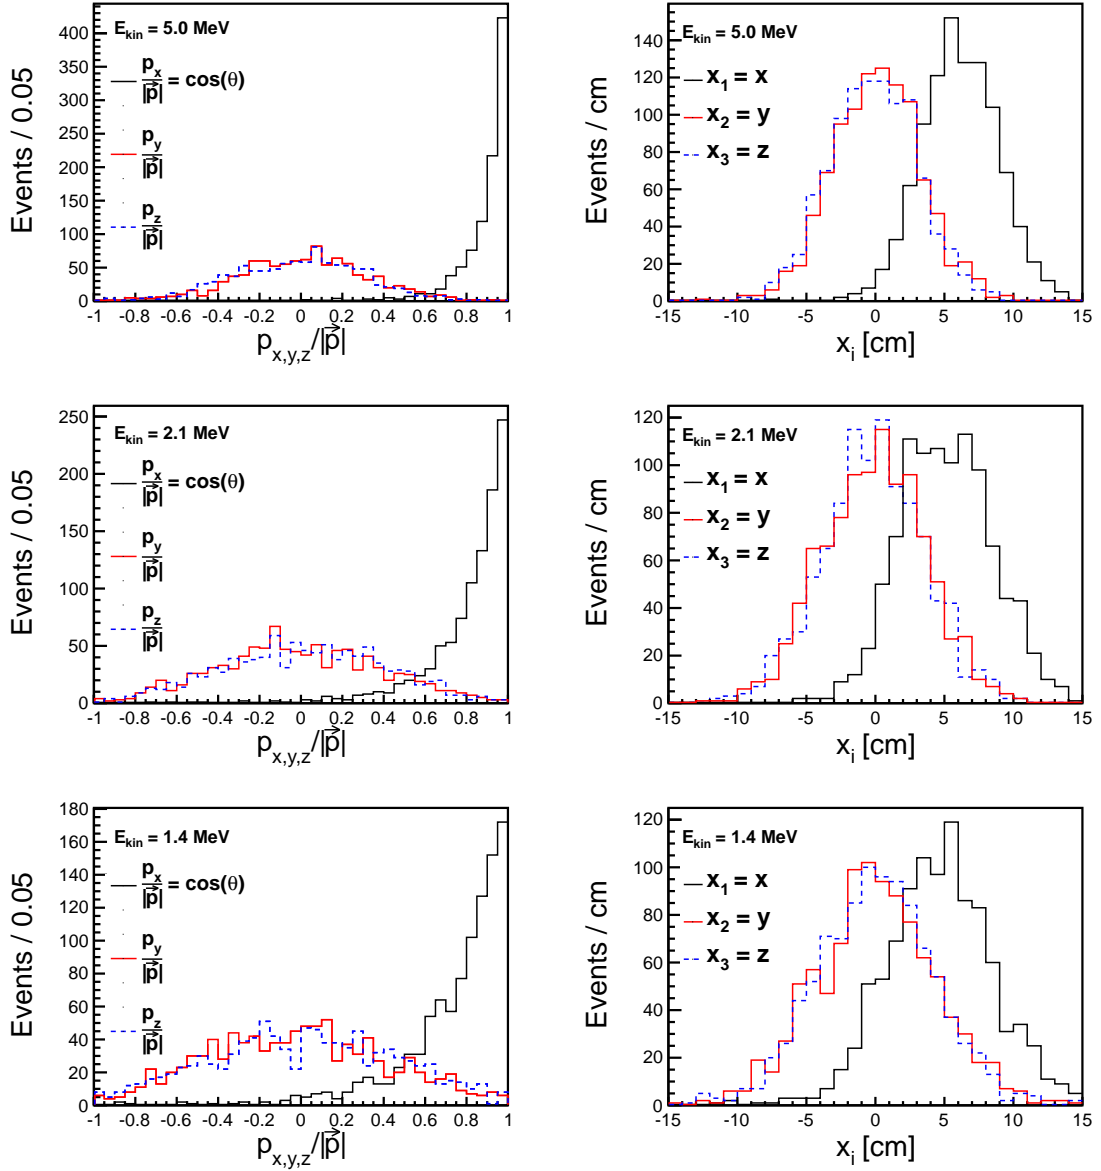 Events / 0.05
400
350
300
250
200
150
100
50
0
E_kin = 5.0 MeV
p_x/|p⃗| = cos(θ)
p_y/|p⃗|
p_z/|p⃗|
-1 -0.8 -0.6 -0.4 -0.2 0 0.2 0.4 0.6 0.8 1
p_x,y,z/|p⃗|
Events / cm
140
120
100
80
60
40
20
0
E_kin = 5.0 MeV
x_1 = x
x_2 = y
x_3 = z
-15 -10 -5 0 5 10 15
x_i [cm]
Events / 0.05
250
200
150
100
50
0
E_kin = 2.1 MeV
p_x/|p⃗| = cos(θ)
p_y/|p⃗|
p_z/|p⃗|
-1 -0.8 -0.6 -0.4 -0.2 0 0.2 0.4 0.6 0.8 1
p_x,y,z/|p⃗|
Events / cm
120
100
80
60
40
20
0
E_kin = 2.1 MeV
x_1 = x
x_2 = y
x_3 = z
-15 -10 -5 0 5 10 15
x_i [cm]
Events / 0.05
180
160
140
120
100
80
60
40
20
0
E_kin = 1.4 MeV
p_x/|p⃗| = cos(θ)
p_y/|p⃗|
p_z/|p⃗|
-1 -0.8 -0.6 -0.4 -0.2 0 0.2 0.4 0.6 0.8 1
p_x,y,z/|p⃗|
Events / cm
120
100
80
60
40
20
0
E_kin = 1.4 MeV
x_1 = x
x_2 = y
x_3 = z
-15 -10 -5 0 5 10 15
x_i [cm]